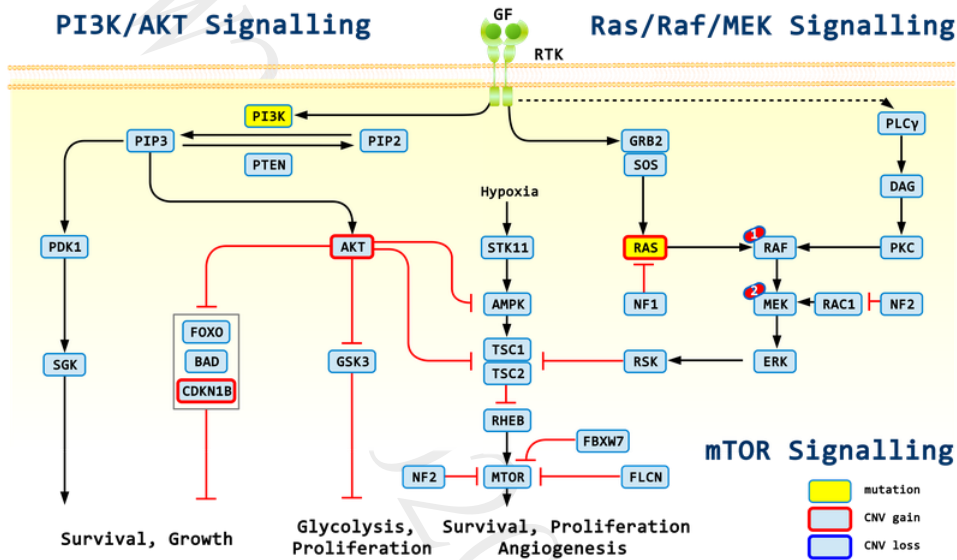 PI3K/AKT Signalling
GF
Ras/Raf/MEK Signalling
RTK
PI3K
PIP3
PIP2
PTEN
GRB2
SOS
PLCγ
DAG
Hypoxia
PDK1
AKT
STK11
RAS
1
RAF
PKC
AMPK
NF1
2
MEK
RAC1
NF2
FOXO
BAD
CDKN1B
SGK
GSK3
TSC1
TSC2
RSK
ERK
RHEB
FBXW7
NF2
MTOR
FLCN
mTOR Signalling
mutation
CNV gain
CNV loss
Survival, Growth
Glycolysis,
Proliferation
Survival, Proliferation
Angiogenesis